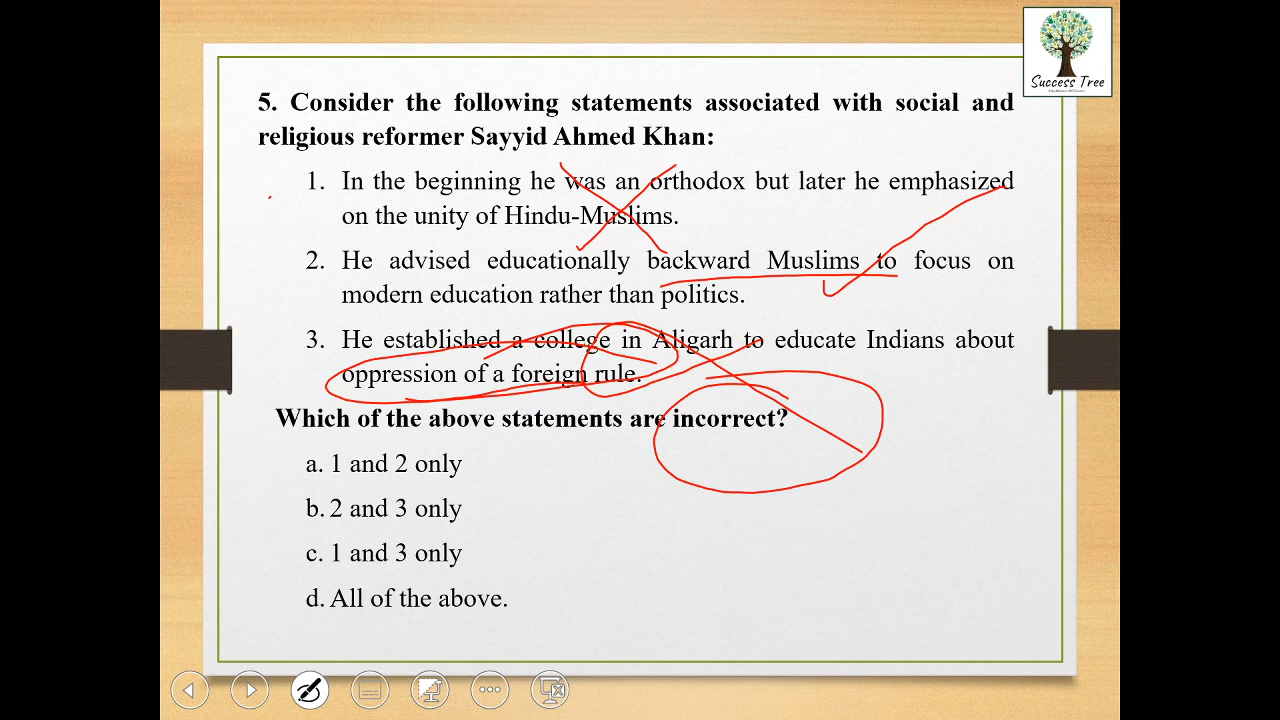 Success Tree
5. Consider the following statements associated with social and
religious reformer Sayyid Ahmed Khan:
1. In the beginning he was an orthodox but later he emphasized
on the unity of Hindu-Muslims.
2. He advised educationally backward Muslims to focus on
modern education rather than politics.
3. He established a college in Aligarh to educate Indians about
oppression of a foreign rule.
Which of the above statements are incorrect?
a. 1 and 2 only
b. 2 and 3 only
c. 1 and 3 only
d. All of the above.